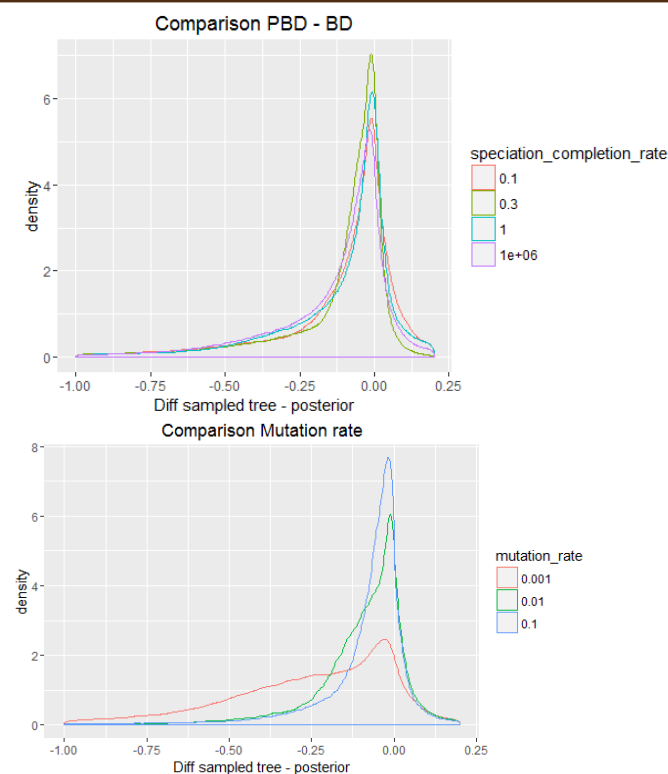 Comparison PBD - BD
6
4
2
0
density
-1.00 -0.75 -0.50 -0.25 0.00 0.25
Diff sampled tree - posterior
speciation_completion_rate
0.1
0.3
1
1e+06
Comparison Mutation rate
8
6
4
2
0
density
-1.00 -0.75 -0.50 -0.25 0.00 0.25
Diff sampled tree - posterior
mutation_rate
0.001
0.01
0.1